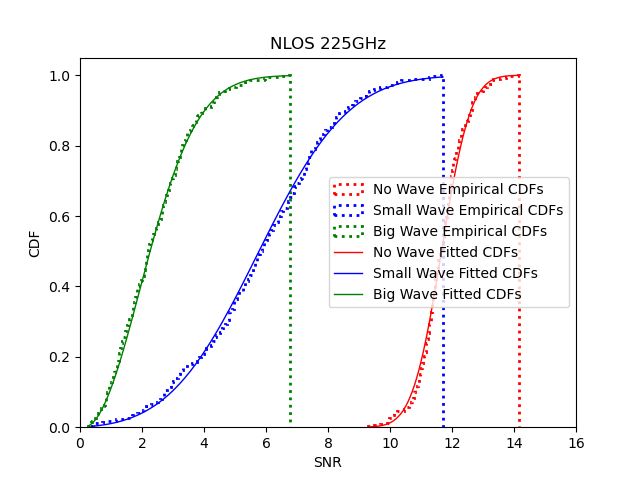 NLOS 225GHz
1.0
0.8
0.6
0.4
0.2
0.0
CDF
No Wave Empirical CDFs
Small Wave Empirical CDFs
Big Wave Empirical CDFs
No Wave Fitted CDFs
Small Wave Fitted CDFs
Big Wave Fitted CDFs
0 2 4 6 8 10 12 14 16
SNR